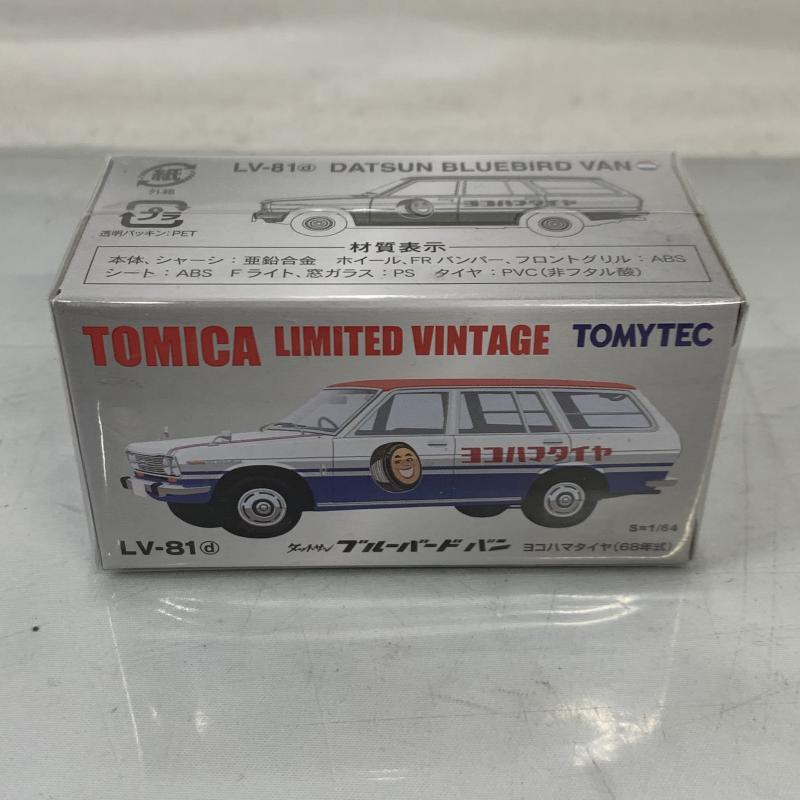 LV-81ⓓ DATSUN BLUEBIRD VAN
紙
外箱
プラ
透明パッキン:PET
ヨコハマタイヤ
材質表示
本体、シャーシ:亜鉛合金 ホイール、FRバンパー、フロントグリル:ABS
シート:ABS Fライト、窓ガラス:PS タイヤ:PVC(非フタル酸)
TOMICA LIMITED VINTAGE TOMYTEC
ヨコハマタイヤ
S=1/64
LV-81ⓓ ダットサン ブルーバード バン ヨコハマタイヤ(68年式)